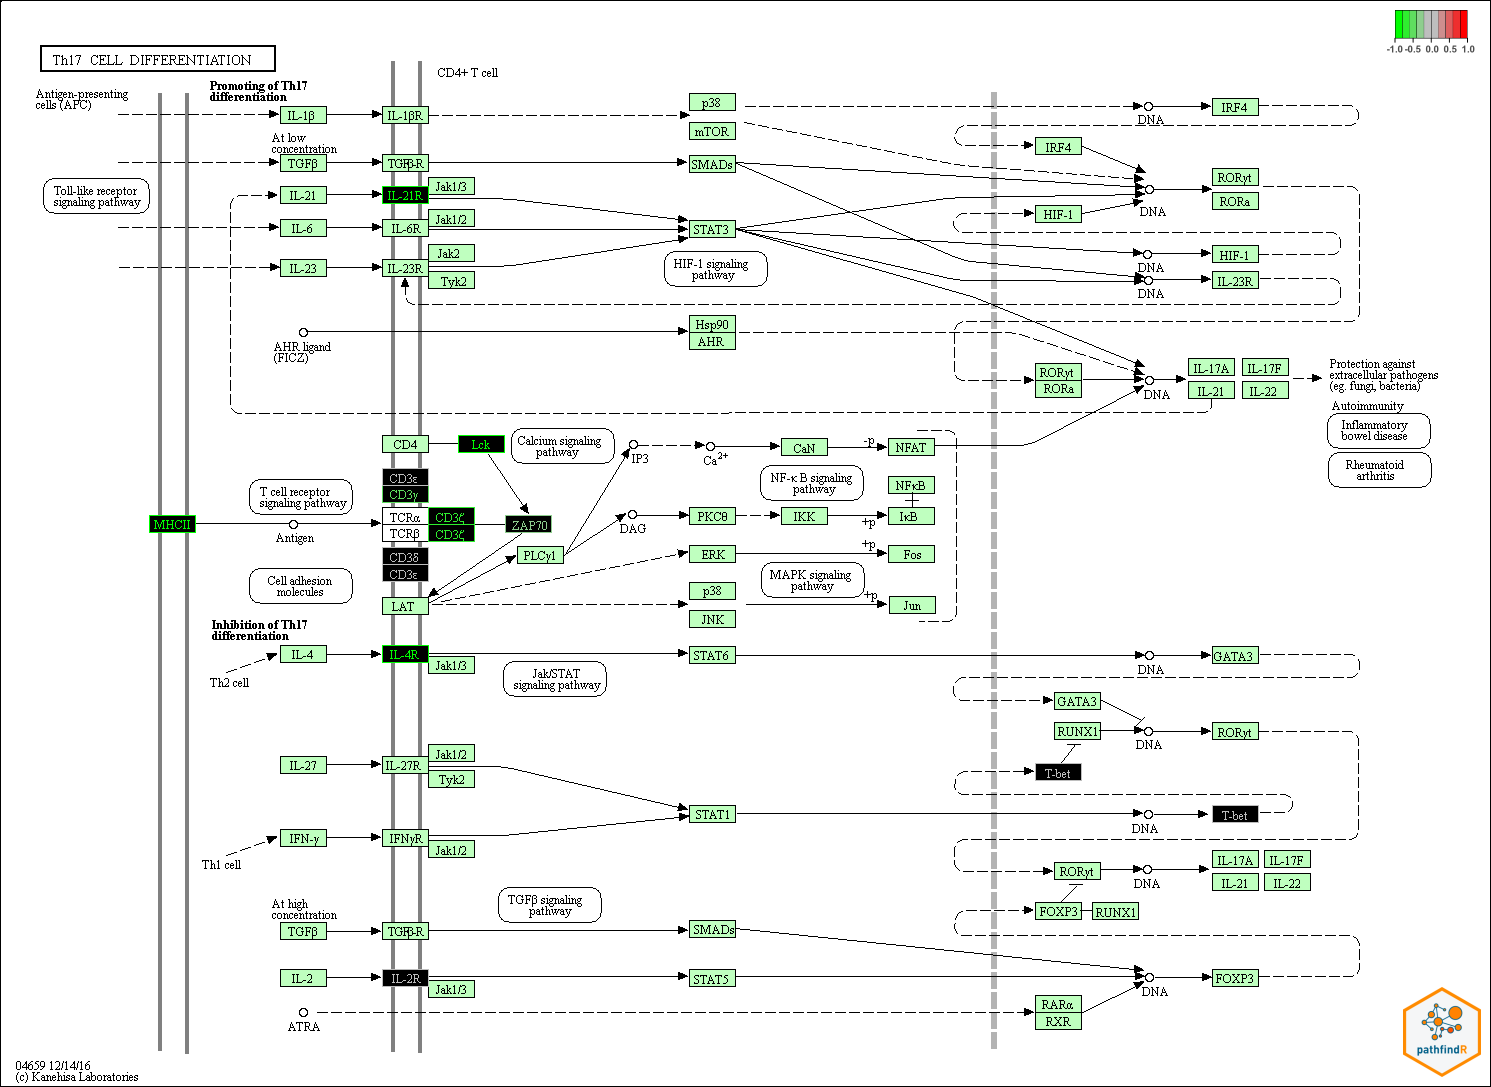 -1.0 -0.5 0.0 0.5 1.0
Th17 CELL DIFFERENTIATION
CD4+ T cell
Antigen-presenting
cells (APC)
Promoting of Th17
differentiation
IL-1β
IL-1βR
p38
mTOR
DNA
IRF4
IRF4
At low
concentration
TGFβ
TGFβ-R
SMADs
Toll-like receptor
signaling pathway
IL-21
IL-21R
Jak1/3
RORγt
RORa
DNA
IL-6
IL-6R
Jak1/2
STAT3
HIF-1
IL-23
IL-23R
Jak2
Tyk2
HIF-1 signaling
pathway
DNA
HIF-1
DNA
IL-23R
AHR ligand
(FICZ)
Hsp90
AHR
RORγt
RORa
DNA
IL-17A
IL-17F
IL-21
IL-22
Protection against
extracellular pathogens
(eg. fungi, bacteria)
Autoimmunity
Inflammatory
bowel disease
Rheumatoid
arthritis
CD4
Lck
Calcium signaling
pathway
IP3
Ca2+
CaN
-p
NFAT
CD3ε
CD3γ
T cell receptor
signaling pathway
NF-κB signaling
pathway
NFκB
MHCII
Antigen
TCRα
TCRβ
CD3ζ
CD3ζ
ZAP70
DAG
PKCθ
IKK
+p
IκB
CD3δ
CD3ε
PLCγ1
ERK
+p
Fos
Cell adhesion
molecules
LAT
p38
JNK
MAPK signaling
pathway
+p
Jun
Inhibition of Th17
differentiation
IL-4
IL-4R
Jak1/3
STAT6
DNA
GATA3
Th2 cell
Jak/STAT
signaling pathway
GATA3
RUNX1
DNA
RORγt
T-bet
IL-27
IL-27R
Jak1/2
Tyk2
STAT1
DNA
T-bet
IFN-γ
IFNγR
Jak1/2
Th1 cell
RORγt
DNA
IL-17A
IL-17F
IL-21
IL-22
FOXP3
RUNX1
TGFβ signaling
pathway
At high
concentration
TGFβ
TGFβ-R
SMADs
IL-2
IL-2R
Jak1/3
STAT5
DNA
FOXP3
ATRA
RARα
RXR
04659 12/14/16
(c) Kanehisa Laboratories
pathfindR